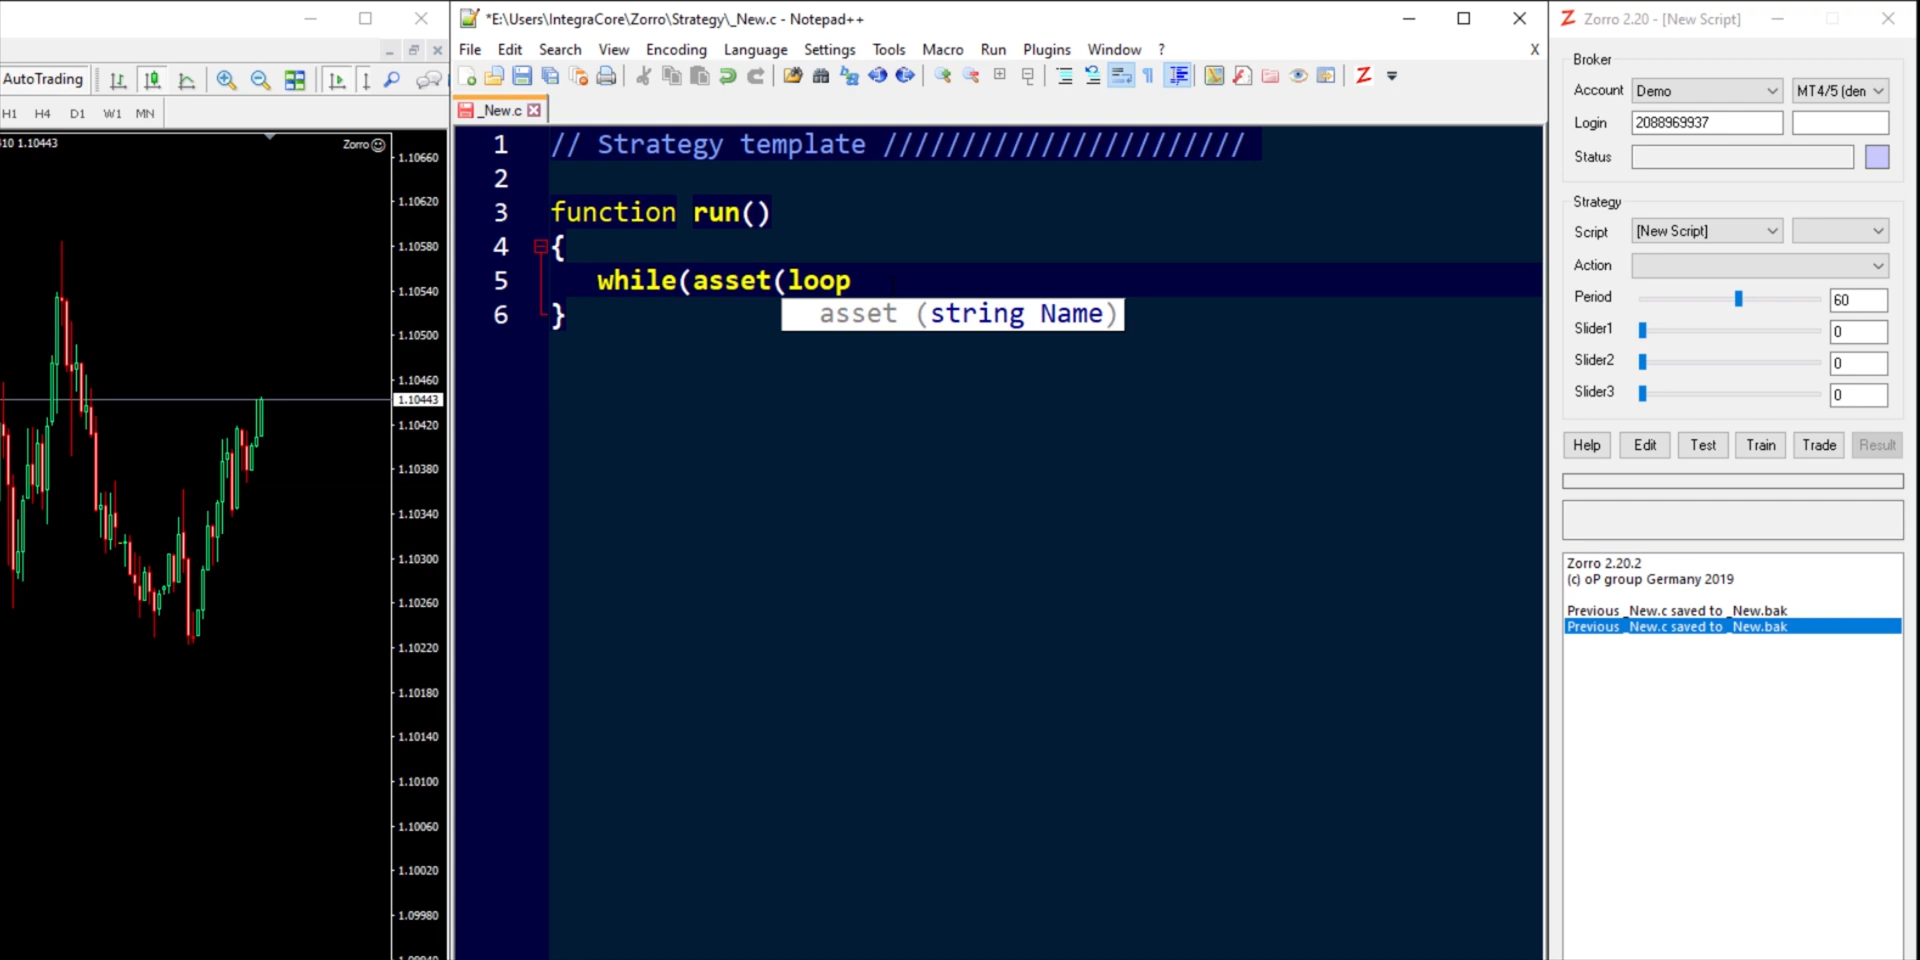 AutoTrading
H1 H4 D1 W1 MN
10 1.10443
Zorro
1.10660
1.10620
1.10580
1.10540
1.10500
1.10460
1.10443
1.10420
1.10380
1.10340
1.10300
1.10260
1.10220
1.10180
1.10140
1.10100
1.10060
1.10020
1.09980
*E:\Users\IntegraCore\Zorro\Strategy\_New.c - Notepad++
File Edit Search View Encoding Language Settings Tools Macro Run Plugins Window ? X
_New.c
1 // Strategy template ///////////////////////
2
3 function run()
4 {
5 while(asset(loop
asset (string Name)
6 }
Zorro 2.20 - [New Script]
Broker
Account Demo MT4/5 (den
Login 2088969937
Status
Strategy
Script [New Script]
Action
Period 60
Slider1 0
Slider2 0
Slider3 0
Help Edit Test Train Trade Result
Zorro 2.20.2
(c) oP group Germany 2019
Previous _New.c saved to _New.bak
Previous _New.c saved to _New.bak